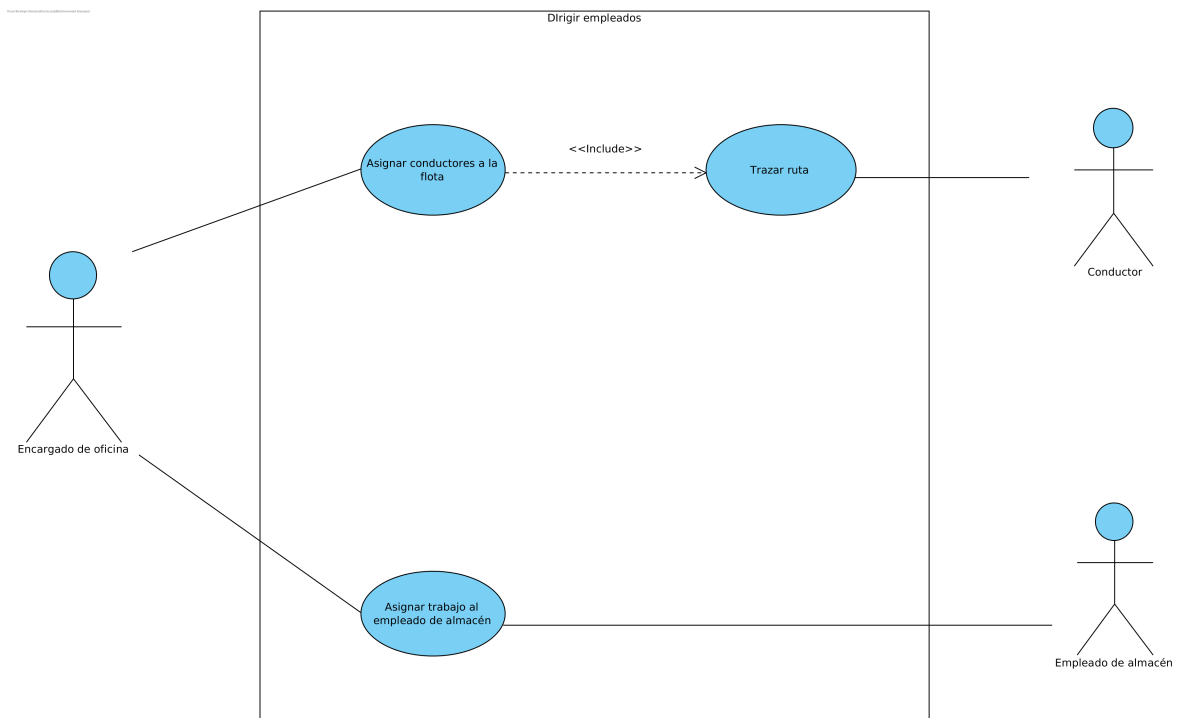 DIrigir empleados
Asignar conductores a la
flota
<<Include>>
Trazar ruta
Conductor
Encargado de oficina
Asignar trabajo al
empleado de almacén
Empleado de almacén